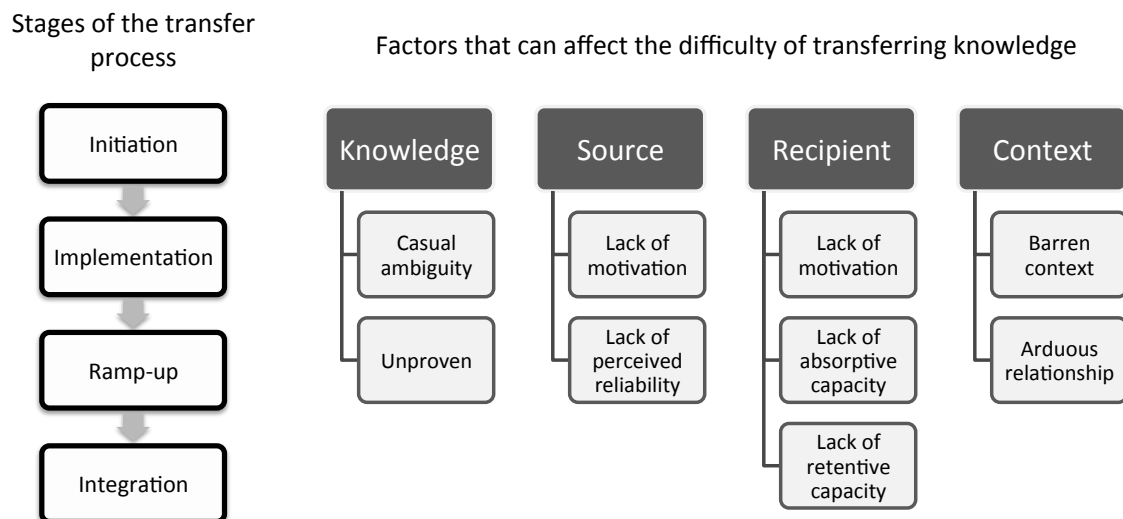 Stages of the transfer
process
Initiation
Implementation
Ramp-up
Integration
Factors that can affect the difficulty of transferring knowledge
Knowledge
Casual
ambiguity
Unproven
Source
Lack of
motivation
Lack of
perceived
reliability
Recipient
Lack of
motivation
Lack of
absorptive
capacity
Lack of
retentive
capacity
Context
Barren
context
Arduous
relationship